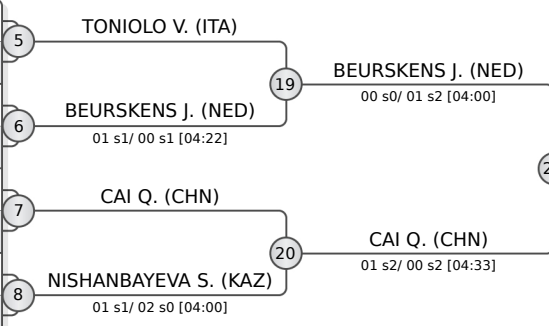 TONIOLO V. (ITA)
5
BEURSKENS J. (NED)
19
00 s0/ 01 s2 [04:00]
BEURSKENS J. (NED)
6
01 s1/ 00 s1 [04:22]
CAI Q. (CHN)
7
CAI Q. (CHN)
20
01 s2/ 00 s2 [04:33]
NISHANBAYEVA S. (KAZ)
8
01 s1/ 02 s0 [04:00]